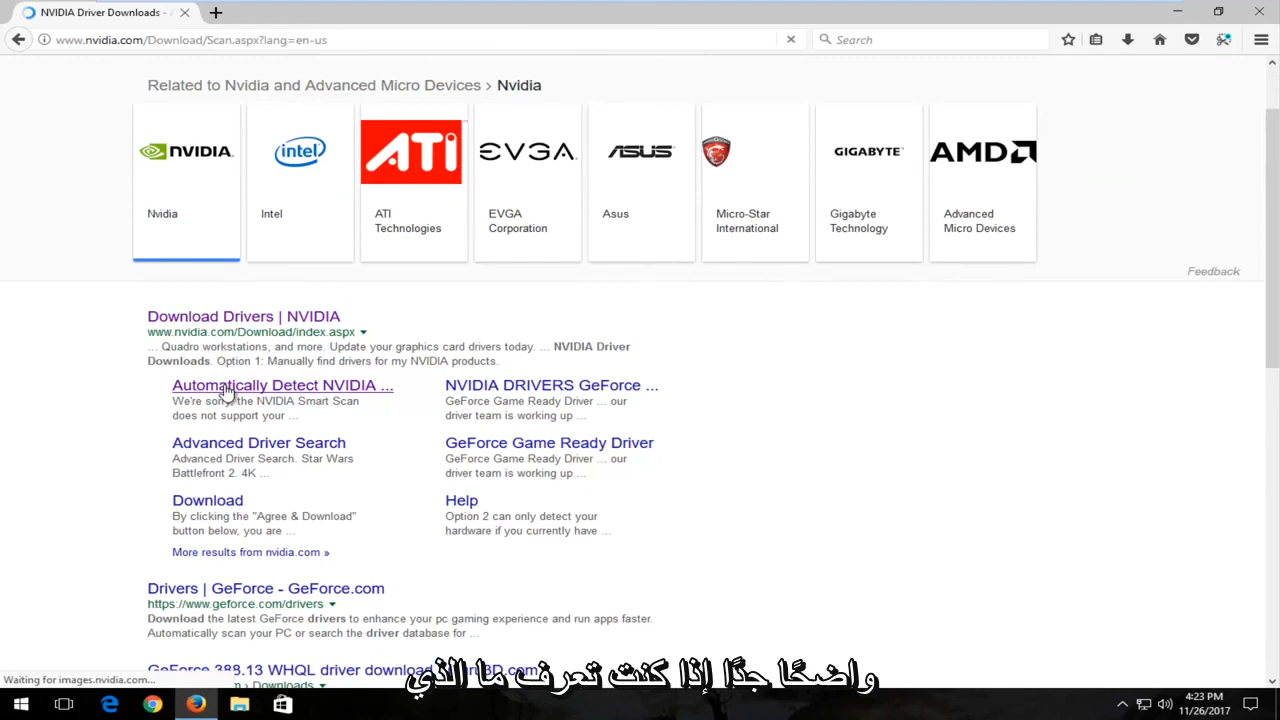 NVIDIA Driver Downloads - A
www.nvidia.com/Download/Scan.aspx?lang=en-us
Search
Related to Nvidia and Advanced Micro Devices > Nvidia
NVIDIA. intel ATI EVGA. ASUS GIGABYTE AMD
Nvidia Intel ATI Technologies EVGA Corporation Asus Micro-Star International Gigabyte Technology Advanced Micro Devices
Feedback
Download Drivers | NVIDIA
www.nvidia.com/Download/index.aspx
... Quadro workstations, and more. Update your graphics card drivers today. ... NVIDIA Driver
Downloads. Option 1: Manually find drivers for my NVIDIA products.
Automatically Detect NVIDIA ...
We're sorry, the NVIDIA Smart Scan
does not support your ...
NVIDIA DRIVERS GeForce ...
GeForce Game Ready Driver ... our
driver team is working up ...
Advanced Driver Search
Advanced Driver Search. Star Wars
Battlefront 2. 4K ...
GeForce Game Ready Driver
GeForce Game Ready Driver ... our
driver team is working up ...
Download
By clicking the "Agree & Download"
button below, you are ...
Help
Option 2 can only detect your
hardware if you currently have ...
More results from nvidia.com »
Drivers | GeForce - GeForce.com
https://www.geforce.com/drivers
Download the latest GeForce drivers to enhance your pc gaming experience and run apps faster.
Automatically scan your PC or search the driver database for ...
GeForce 388.13 WHQL driver download
واضحًا جدًا إذا كنت تعرف ما الذي
Waiting for images.nvidia.com...
4:23 PM
11/26/2017